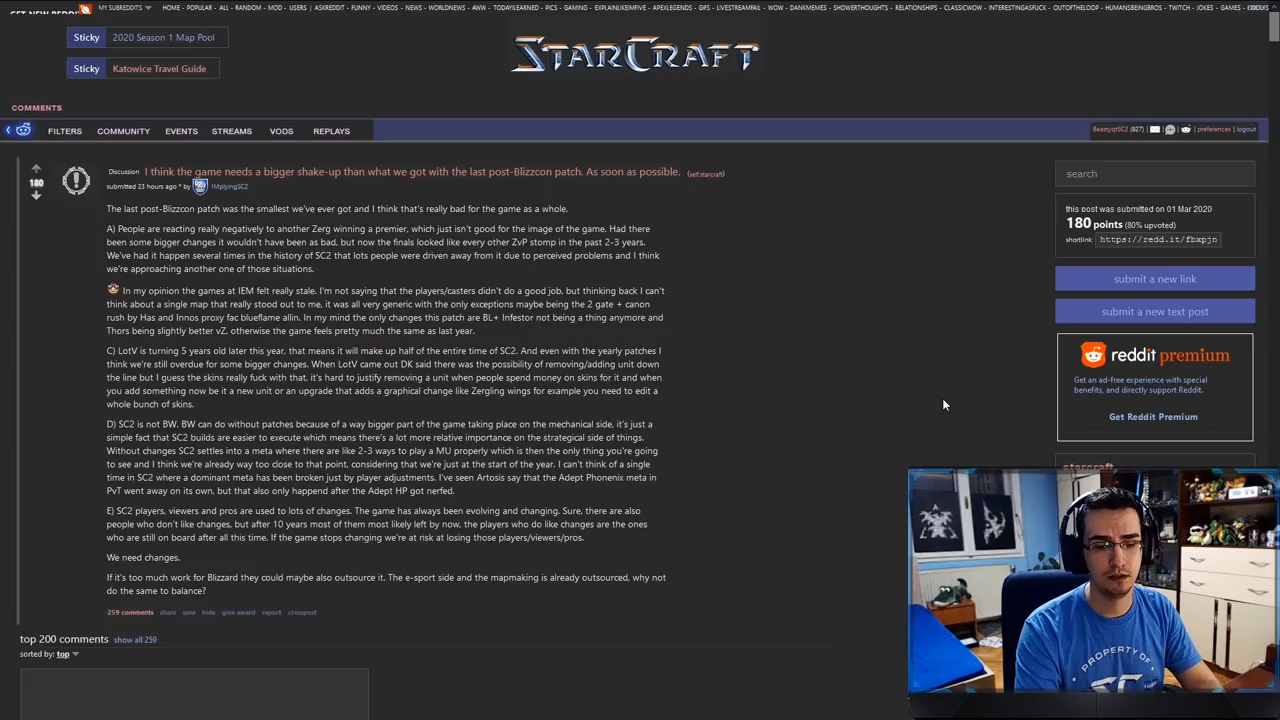 MY SUBREDDITS HOME - POPULAR - ALL - RANDOM - MOD - USERS | ASKREDDIT - FUNNY - VIDEOS - NEWS - WORLDNEWS - AWW - TODAYILEARNED - PICS - GAMING - EXPLAINLIKEIMFIVE - APEXLEGENDS - GIFS - LIVESTREAMFAIL - WOW - DANKMEMES - SHOWERTHOUGHTS - RELATIONSHIPS - CLASSICWOW - INTERESTINGASFUCK - OUTOFTHELOOP - HUMANSBEINGBROS - TWITCH - JOKES - GAMES
Sticky 2020 Season 1 Map Pool
STARCRAFT
Sticky Katowice Travel Guide
COMMENTS
FILTERS COMMUNITY EVENTS STREAMS VODS REPLAYS
BeastyqtSC2 (827) | preferences | logout
Discussion I think the game needs a bigger shake-up than what we got with the last post-Blizzcon patch. As soon as possible. (self.starcraft)
180 submitted 23 hours ago * by IMplyingSC2
search
The last post-Blizzcon patch was the smallest we've ever got and I think that's really bad for the game as a whole.
A) People are reacting really negatively to another Zerg winning a premier, which just isn't good for the image of the game. Had there
been some bigger changes it wouldn't have been as bad, but now the finals looked like every other ZvP stomp in the past 2-3 years.
We've had it happen several times in the history of SC2 that lots people were driven away from it due to perceived problems and I think
we're approaching another one of those situations.
In my opinion the games at IEM felt really stale. I'm not saying that the players/casters didn't do a good job, but thinking back I can't
think about a single map that really stood out to me, it was all very generic with the only exceptions maybe being the 2 gate + canon
rush by Has and Innos proxy fac blueflame allin. In my mind the only changes this patch are BL+ Infestor not being a thing anymore and
Thors being slightly better vZ, otherwise the game feels pretty much the same as last year.
C) LotV is turning 5 years old later this year, that means it will make up half of the entire time of SC2. And even with the yearly patches I
think we're still overdue for some bigger changes. When LotV came out DK said there was the possibility of removing/adding unit down
the line but I guess the skins really fuck with that, it's hard to justify removing a unit when people spend money on skins for it and when
you add something now be it a new unit or an upgrade that adds a graphical change like Zergling wings for example you need to edit a
whole bunch of skins.
D) SC2 is not BW. BW can do without patches because of a way bigger part of the game taking place on the mechanical side, it's just a
simple fact that SC2 builds are easier to execute which means there's a lot more relative importance on the strategical side of things.
Without changes SC2 settles into a meta where there are like 2-3 ways to play a MU properly which is then the only thing you're going
to see and I think we're already way too close to that point, considering that we're just at the start of the year. I can't think of a single
time in SC2 where a dominant meta has been broken just by player adjustments. I've seen Artosis say that the Adept Phonenix meta in
PvT went away on its own, but that also only happend after the Adept HP got nerfed.
E) SC2 players, viewers and pros are used to lots of changes. The game has always been evolving and changing. Sure, there are also
people who don't like changes, but after 10 years most of them most likely left by now, the players who do like changes are the ones
who are still on board after all this time. If the game stops changing we're at risk at losing those players/viewers/pros.
We need changes.
If it's too much work for Blizzard they could maybe also outsource it. The e-sport side and the mapmaking is already outsourced, why not
do the same to balance?
259 comments share save hide give award report crosspost
this post was submitted on 01 Mar 2020
180 points (80% upvoted)
shortlink: https://redd.it/fbxpjn
submit a new link
submit a new text post
reddit premium
Get an ad-free experience with special
benefits, and directly support Reddit.
Get Reddit Premium
starcraft
top 200 comments show all 259
sorted by: top
PROPERTY OF
SC